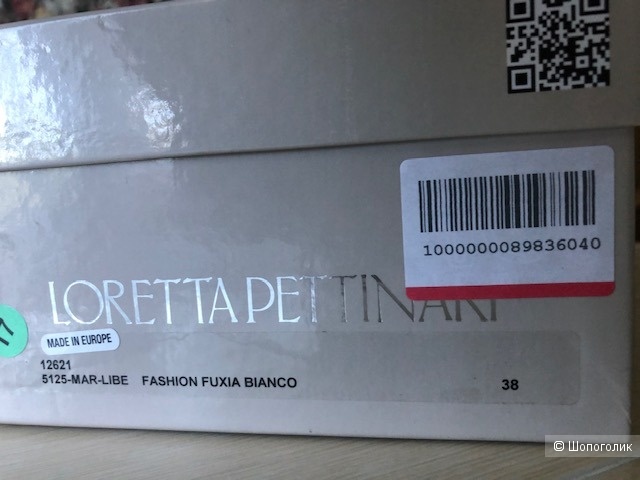 1000000089836040
LORETTA PETTINARI
MADE IN EUROPE
12621
5125-MAR-LIBE FASHION FUXIA BIANCO 38
© Шопоголик